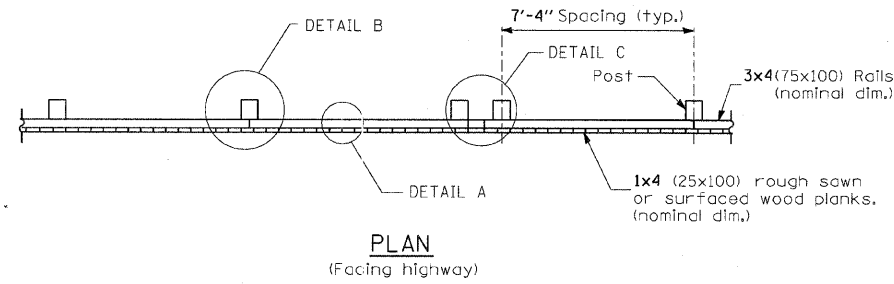 7'-4" Spacing (typ.)
DETAIL B
DETAIL C
Post
3x4(75x100) Rails
(nominal dim.)
DETAIL A
1x4 (25x100) rough sawn
or surfaced wood planks.
(nominal dim.)
PLAN
(Facing highway)